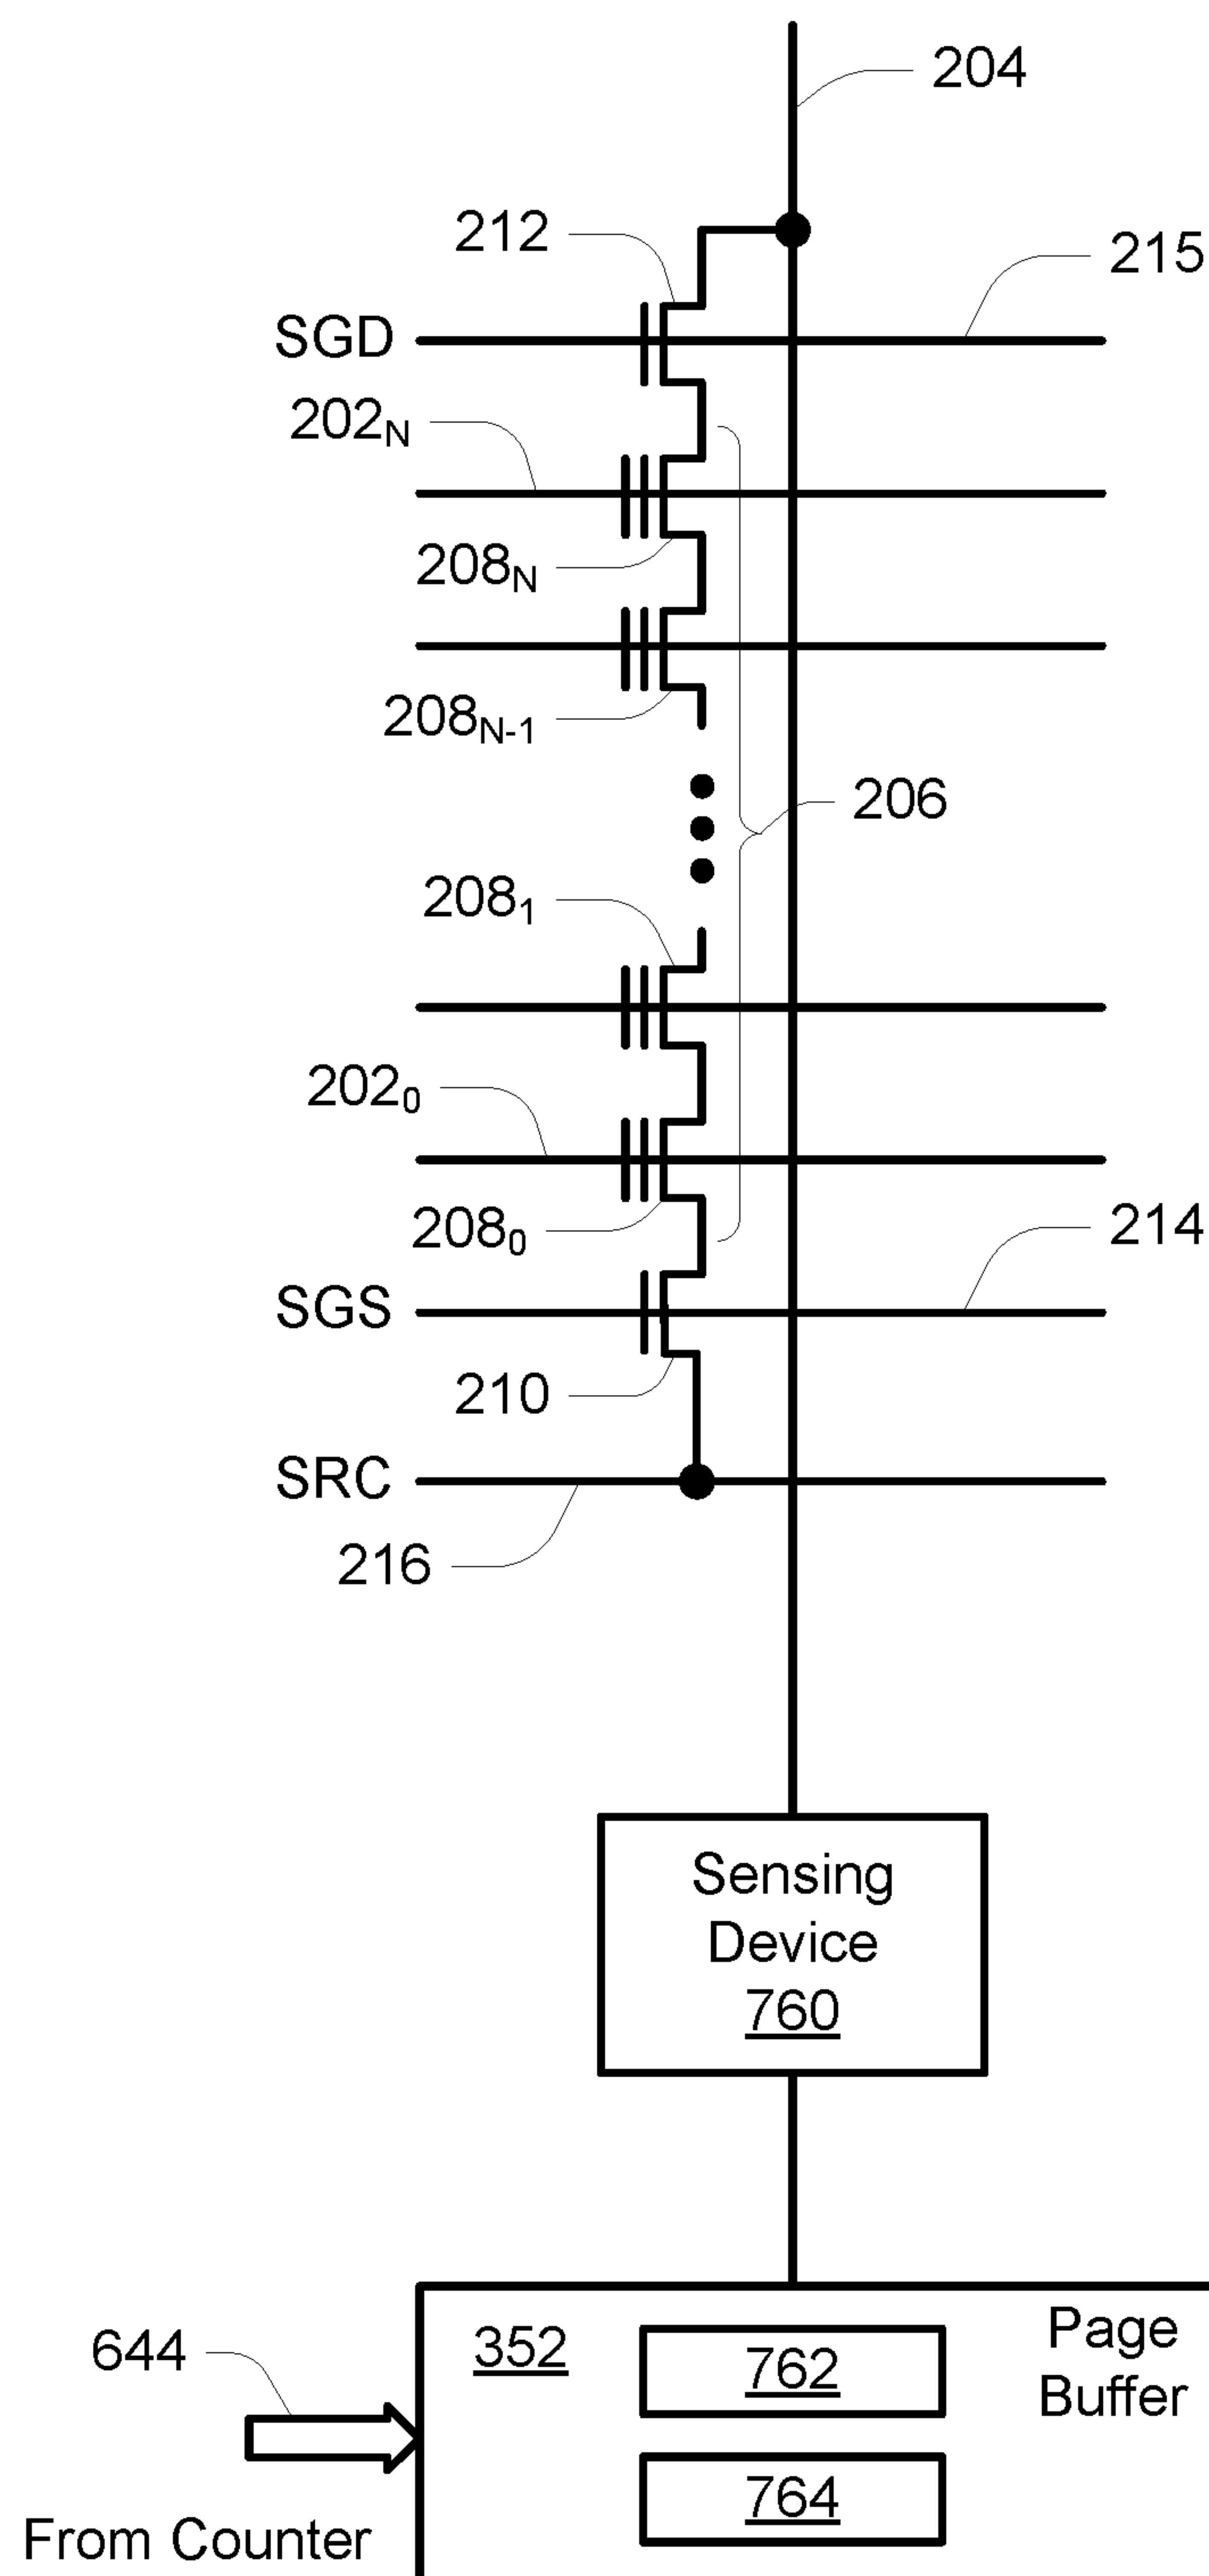 204
212
215
SGD
202N
208N
208N-1
206
2081
2020
2080
214
SGS
210
SRC
216
Sensing
Device
760
Page
352
762
644
Buffer
764
From Counter